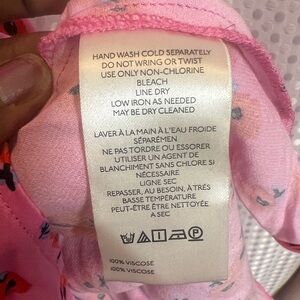 HAND WASH COLD SEPARATELY
DO NOT WRING OR TWIST
USE ONLY NON-CHLORINE
BLEACH
LINE DRY
LOW IRON AS NEEDED
MAY BE DRY CLEANED
LAVER À LA MAIN À L'EAU FROIDE
SÉPARÉMEN
NE PAS TORDRE OU ESSORER
UTILISER UN AGENT DE
BLANCHIMENT SANS CHLORE SI
NÉCESSAIRE
LIGNE SEC
REPASSER, AU BESOIN, À TRÈS
BASSE TEMPÉRATURE
PEUT-ÊTRE ÊTRE NETTOYÉE
A SEC
100% VISCOSE
100% VISCOSE